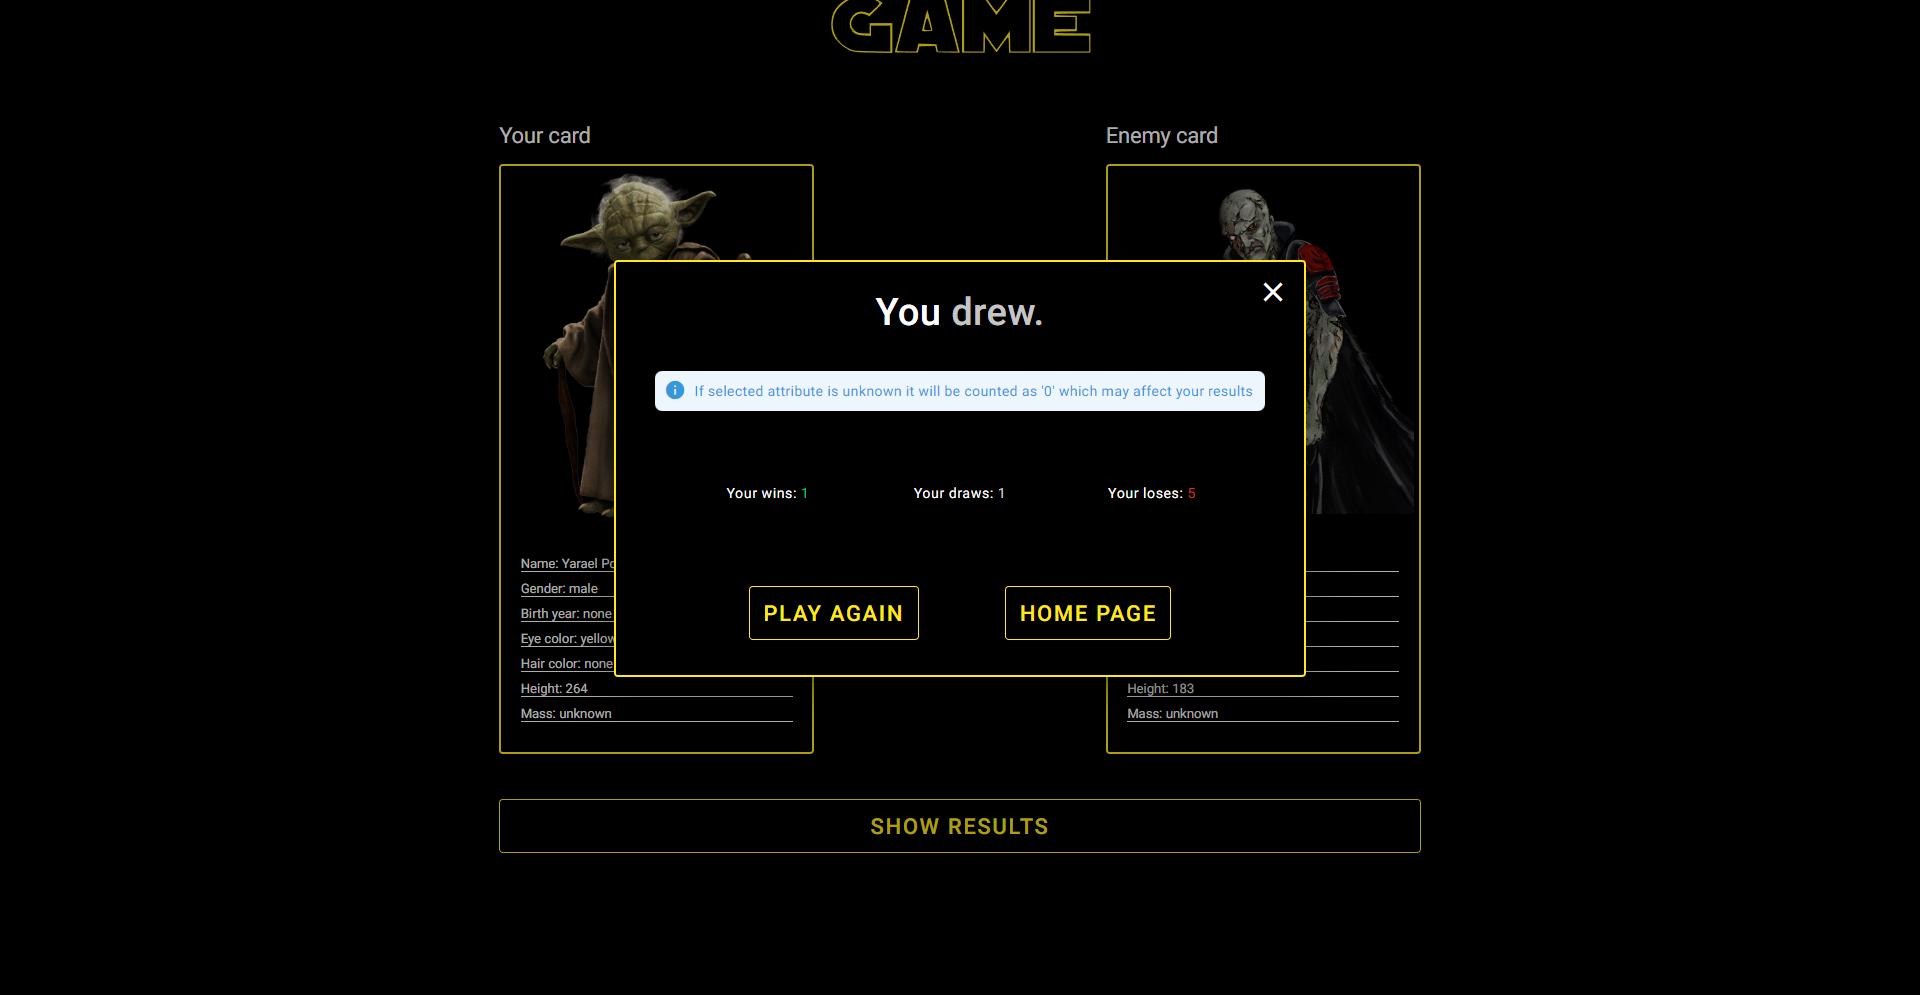 GAME
Your card
Enemy card
You drew.
If selected attribute is unknown it will be counted as '0' which may affect your results
Your wins: 1
Your draws: 1
Your loses: 5
PLAY AGAIN
HOME PAGE
Name: Yarael
Gender: male
Birth year: none
Eye color: yellow
Hair color: none
Height: 264
Mass: unknown
Height: 183
Mass: unknown
SHOW RESULTS